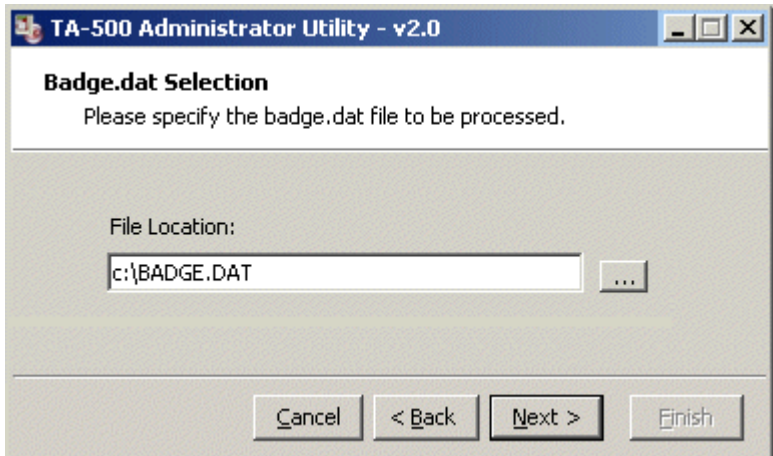 TA-500 Administrator Utility - v2.0
Badge.dat Selection
Please specify the badge.dat file to be processed.
File Location:
c:\BADGE.DAT
...
Cancel
< Back
Next >
Finish